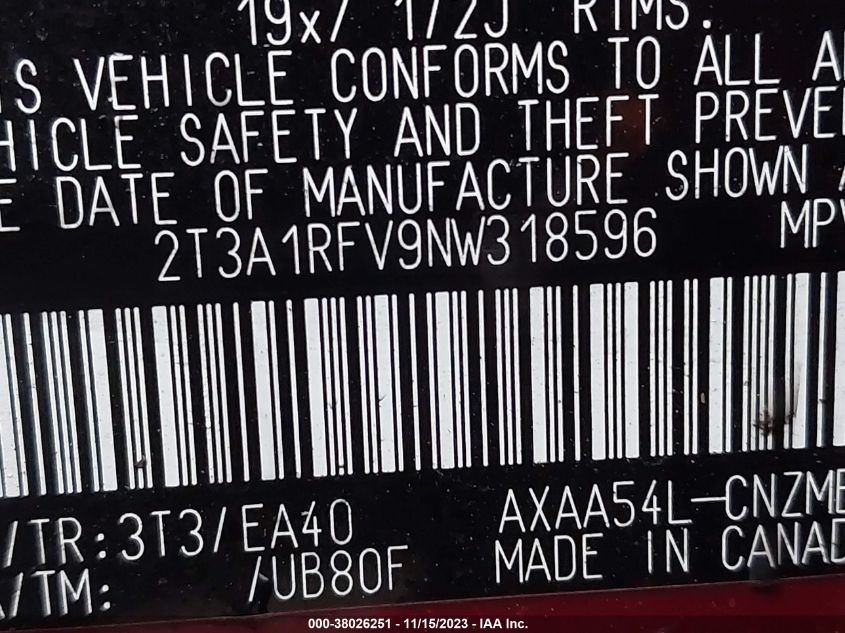 19x7 1/2J RIMS.
IS VEHICLE CONFORMS TO ALL A
HICLE SAFETY AND THEFT PREVE
E DATE OF MANUFACTURE SHOWN A
2T3A1RFV9NW318596 MPV
/TR:3T3/EA40 AXAA54L-CNZMB
A/TM: /UB80F MADE IN CANAD
000-38026251 - 11/15/2023 - IAA Inc.